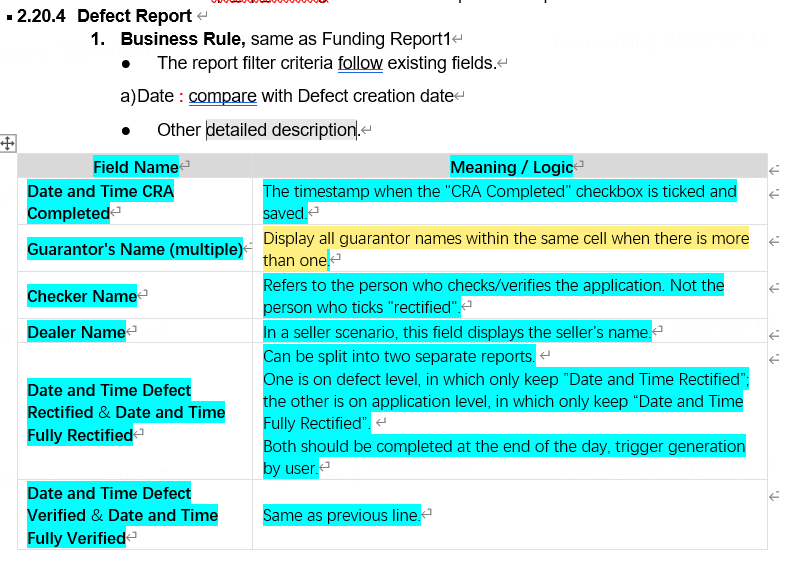 ▪ 2.20.4 Defect Report ↵
1. Business Rule, same as Funding Report1↵
● The report filter criteria follow existing fields.↵
a)Date : compare with Defect creation date↵
● Other detailed description.↵
Field Name↵ Meaning / Logic↵
Date and Time CRA
Completed↵
The timestamp when the "CRA Completed" checkbox is ticked and
saved.↵
Guarantor's Name (multiple)↵
Display all guarantor names within the same cell when there is more
than one.↵
Checker Name↵
Refers to the person who checks/verifies the application. Not the
person who ticks "rectified".↵
Dealer Name↵
In a seller scenario, this field displays the seller's name.↵
Date and Time Defect
Rectified & Date and Time
Fully Rectified↵
Can be split into two separate reports. ↵
One is on defect level, in which only keep "Date and Time Rectified";
the other is on application level, in which only keep “Date and Time
Fully Rectified”. ↵
Both should be completed at the end of the day, trigger generation
by user.↵
Date and Time Defect
Verified & Date and Time
Fully Verified↵
Same as previous line.↵